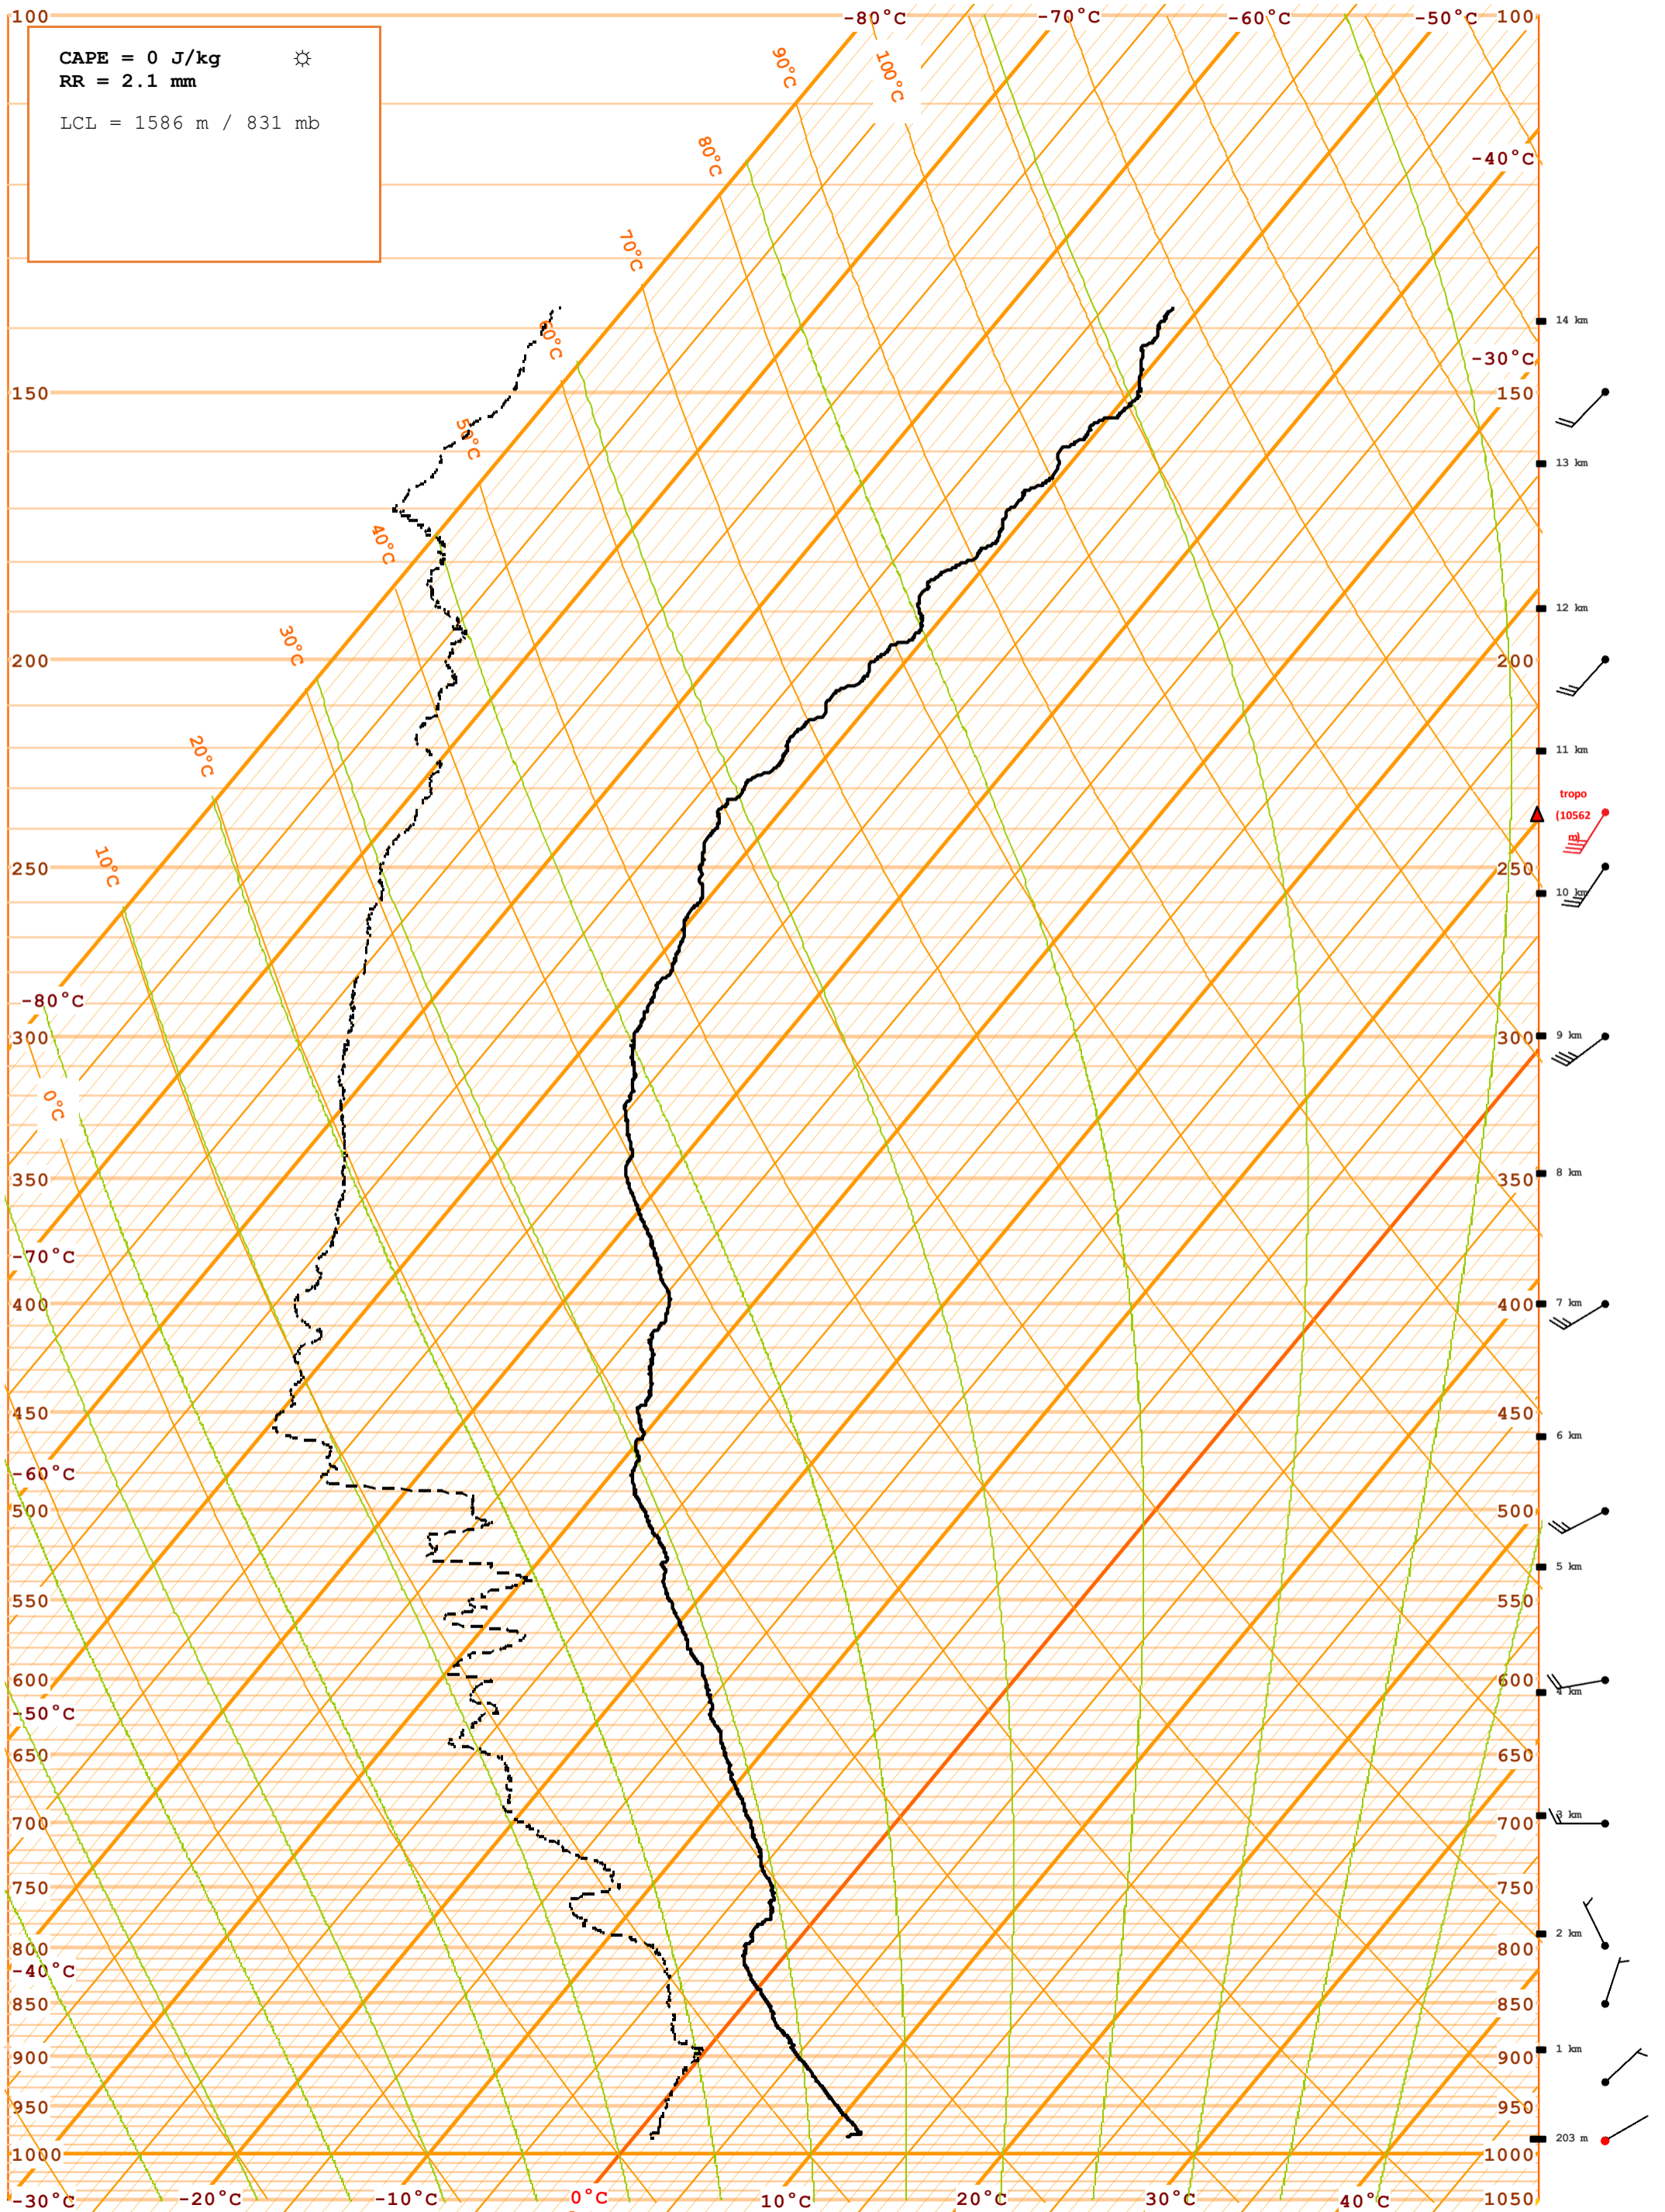 100 -80°C -70°C -60°C -50°C 100
CAPE = 0 J/kg ☼
RR = 2.1 mm
LCL = 1586 m / 831 mb
90°C 100°C
80°C -40°C
70°C
60°C 14 km
-30°C
150 150
50°C
13 km
40°C
12 km
30°C
200 200
20°C 11 km
tropo
(10562
m)
10°C
250 250
10 km
-80°C
300 300 9 km
0°C
350 350 8 km
-70°C
400 400 7 km
450 450
6 km
-60°C
500 500
5 km
550 550
600 600
4 km
-50°C
650 650
3 km
700 700
750 750
2 km
800 800
-40°C
850 850
1 km
900 900
950 950
203 m
1000 1000
-30°C -20°C -10°C 0°C 10°C 20°C 30°C 40°C 1050